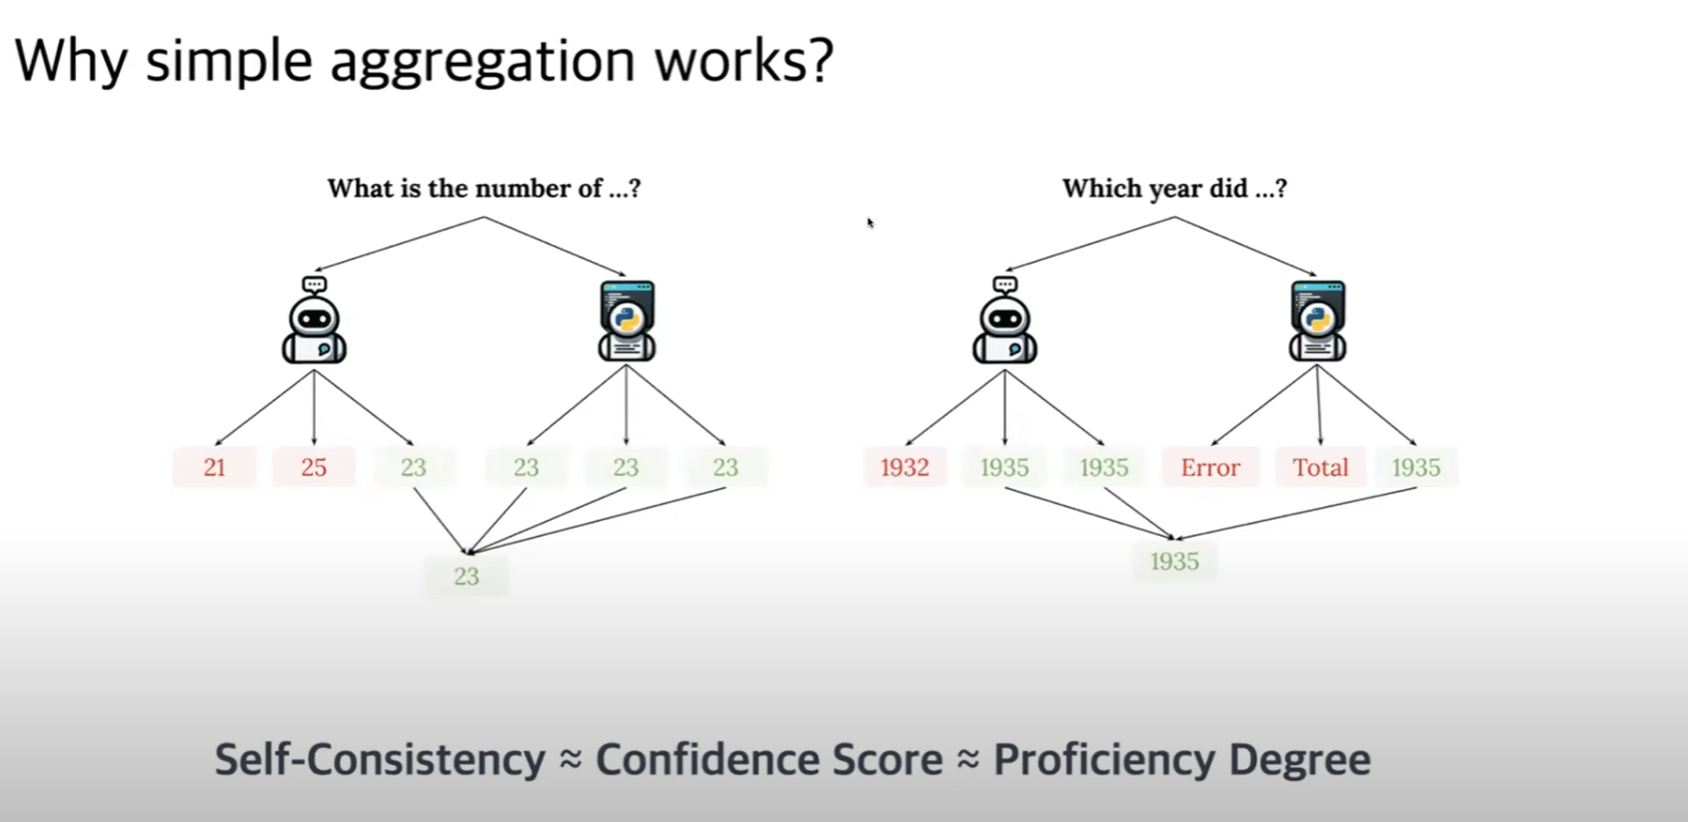 Why simple aggregation works?
What is the number of ...?
21 25 23 23 23 23
23
Which year did ...?
1932 1935 1935 Error Total 1935
1935
Self-Consistency ≈ Confidence Score ≈ Proficiency Degree